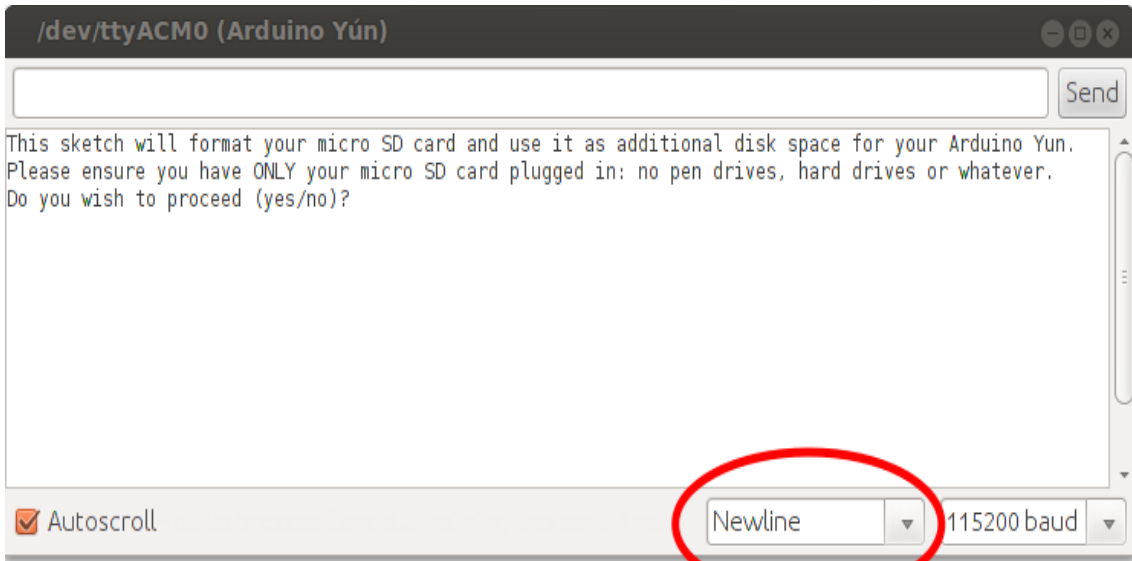 /dev/ttyACM0 (Arduino Yún)
Send
This sketch will format your micro SD card and use it as additional disk space for your Arduino Yun.
Please ensure you have ONLY your micro SD card plugged in: no pen drives, hard drives or whatever.
Do you wish to proceed (yes/no)?
Autoscroll
Newline
115200 baud